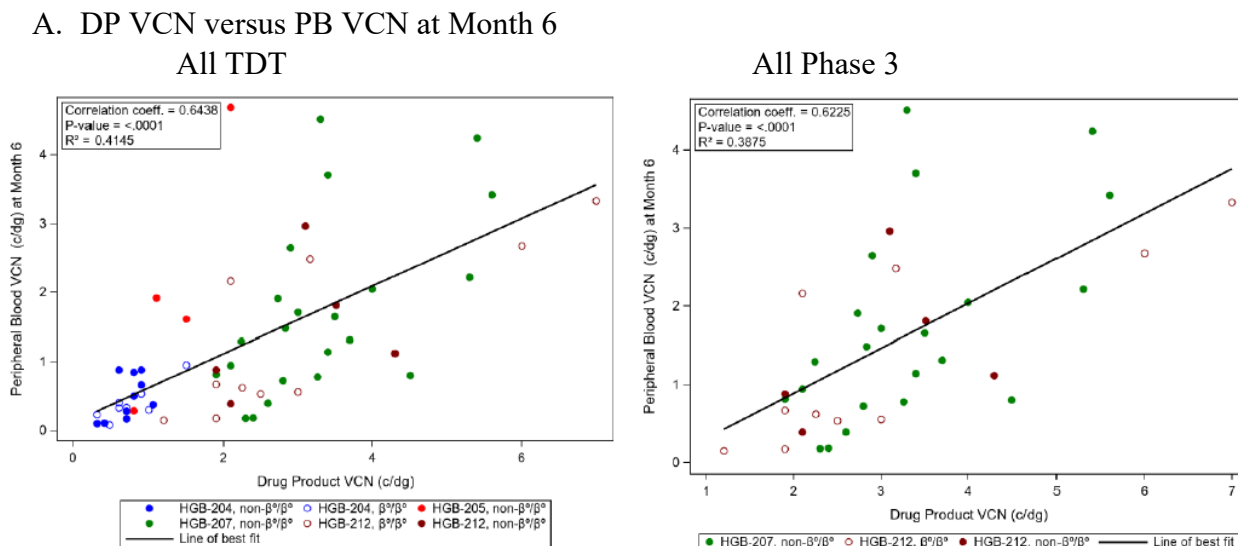 A. DP VCN versus PB VCN at Month 6
All TDT
All Phase 3
Correlation coeff. = 0.6438
P-value = <.0001
R² = 0.4145
Peripheral Blood VCN (c/dg) at Month 6
4
3
2
1
0
0 2 4 6
Drug Product VCN (c/dg)
HGB-204, non-β⁰/β⁰ HGB-204, β⁰/β⁰ HGB-205, non-β⁰/β⁰
HGB-207, non-β⁰/β⁰ HGB-212, β⁰/β⁰ HGB-212, non-β⁰/β⁰
Line of best fit
Correlation coeff. = 0.6225
P-value = <.0001
R² = 0.3875
Peripheral Blood VCN (c/dg) at Month 6
4
3
2
1
0
1 2 3 4 5 6 7
Drug Product VCN (c/dg)
HGB-207, non-β⁰/β⁰ HGB-212, β⁰/β⁰ HGB-212, non-β⁰/β⁰ Line of best fit